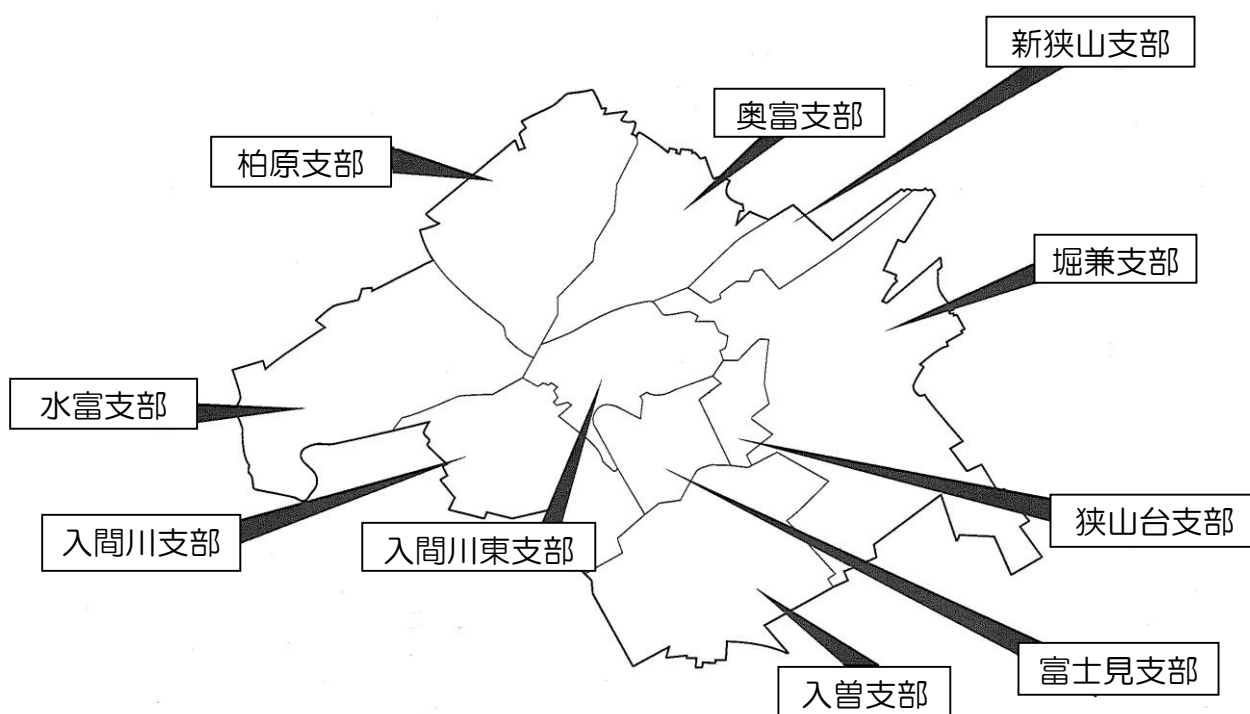 新狭山支部
奥富支部
柏原支部
堀兼支部
水富支部
狭山台支部
入間川支部
入間川東支部
富士見支部
入曽支部